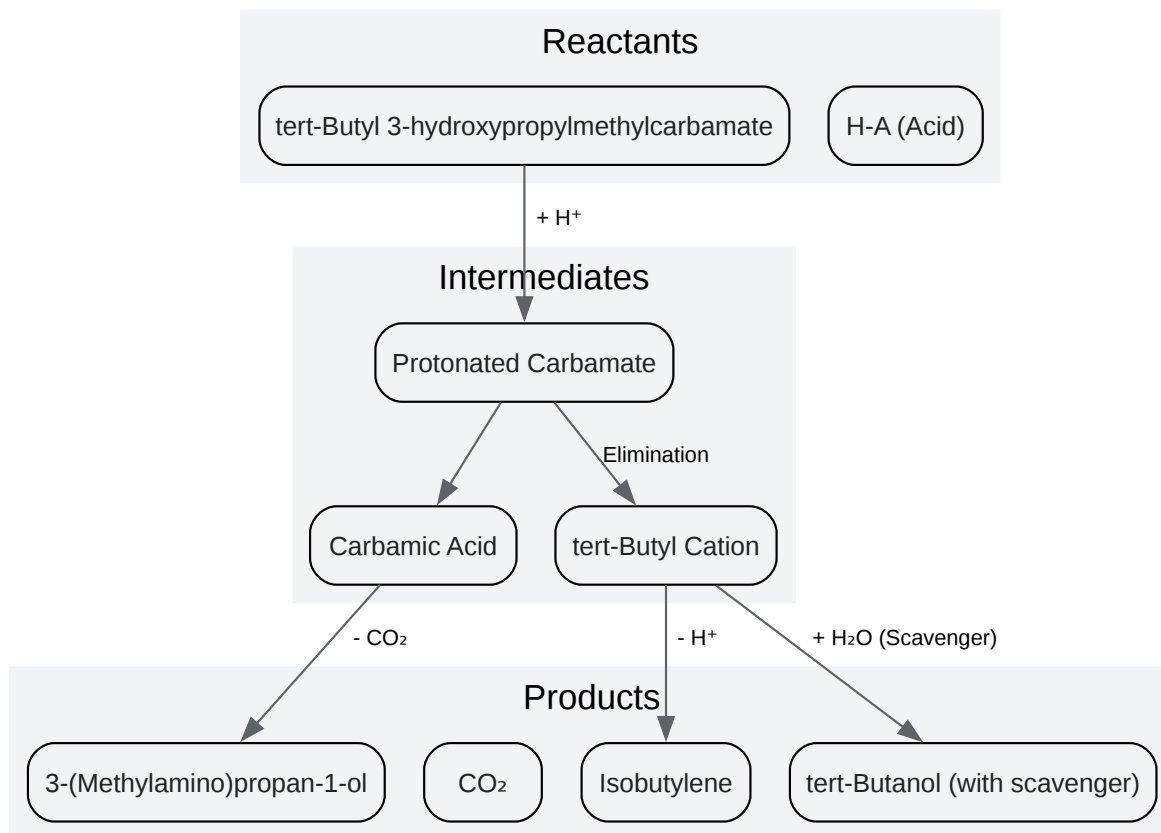 Reactants
tert-Butyl 3-hydroxypropylmethylcarbamate
H-A (Acid)
+ H⁺
Intermediates
Protonated Carbamate
Elimination
Carbamic Acid
tert-Butyl Cation
- CO₂
- H⁺
+ H₂O (Scavenger)
Products
3-(Methylamino)propan-1-ol
CO₂
Isobutylene
tert-Butanol (with scavenger)